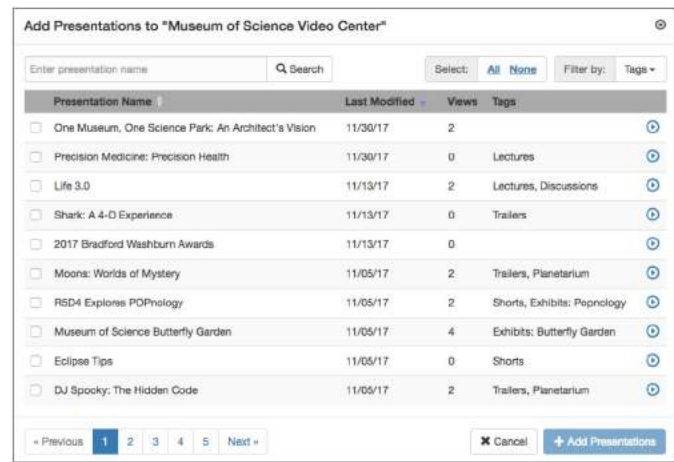 Add Presentations to "Museum of Science Video Center"
Enter presentation name Search Select: All None Filter by: Tags
Presentation Name Last Modified Views Tags
One Museum, One Science Park: An Architect's Vision 11/30/17 2
Precision Medicine: Precision Health 11/30/17 0 Lectures
Life 3.0 11/13/17 2 Lectures, Discussions
Shark: A 4-D Experience 11/13/17 0 Trailers
2017 Bradford Washburn Awards 11/13/17 0
Moons: Worlds of Mystery 11/05/17 2 Trailers, Planetarium
R5D4 Explores POPnology 11/05/17 2 Shorts, Exhibits: Popnology
Museum of Science Butterfly Garden 11/05/17 4 Exhibits: Butterfly Garden
Eclipse Tips 11/05/17 0 Shorts
DJ Spooky: The Hidden Code 11/05/17 2 Trailers, Planetarium
« Previous 1 2 3 4 5 Next » Cancel + Add Presentations